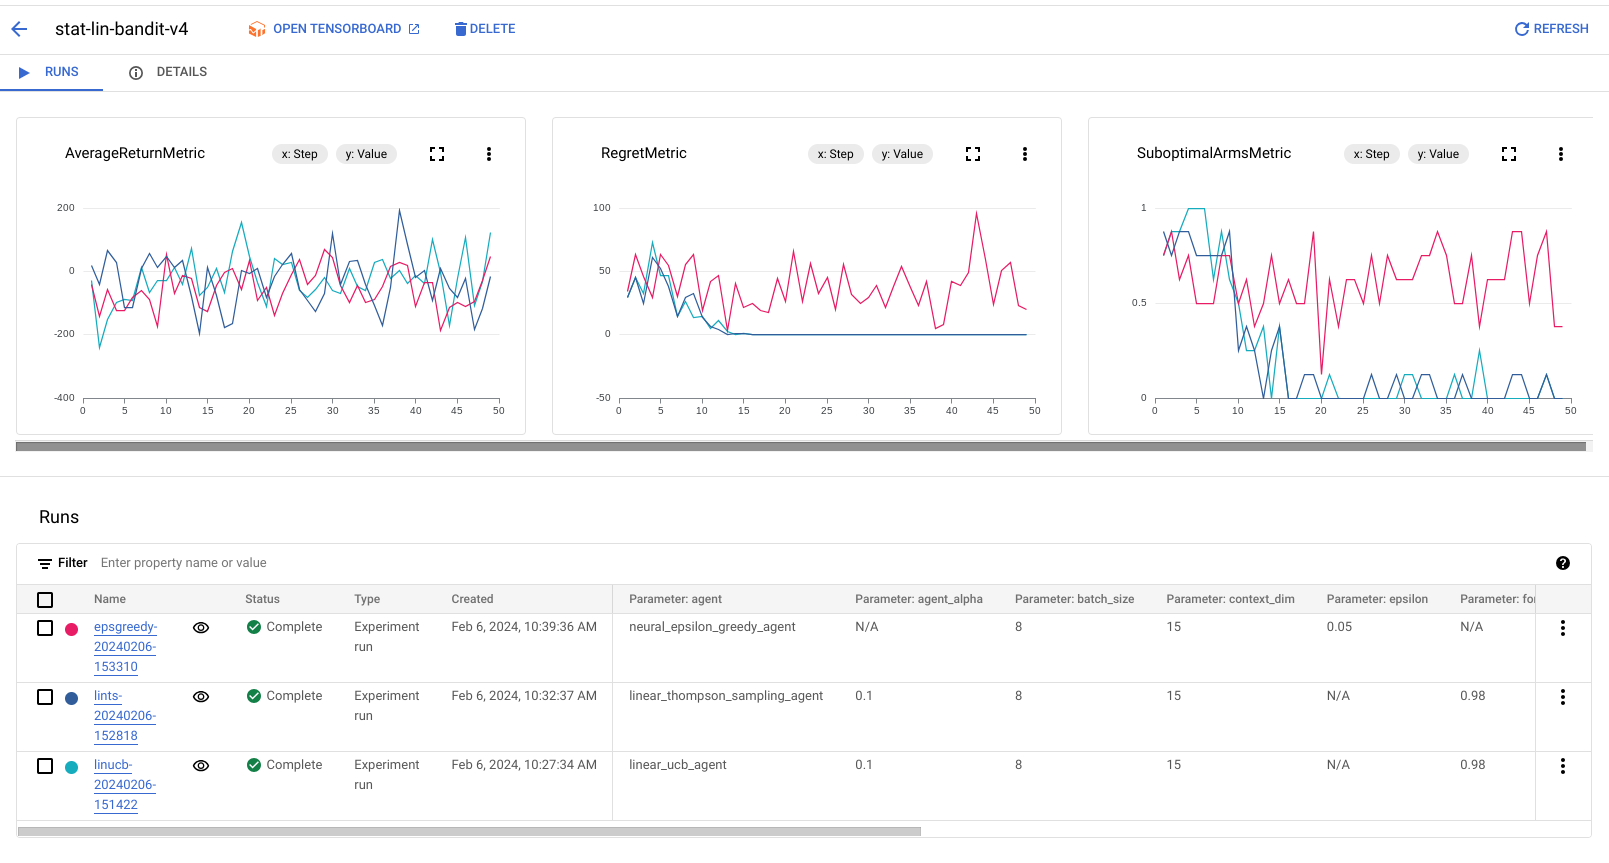 stat-lin-bandit-v4
OPEN TENSORBOARD
DELETE
REFRESH
RUNS
DETAILS
AverageReturnMetric
x: Step
y: Value
200
0
-200
-400
0 5 10 15 20 25 30 35 40 45 50
RegretMetric
x: Step
y: Value
100
50
0
-50
0 5 10 15 20 25 30 35 40 45 50
SuboptimalArmsMetric
x: Step
y: Value
1
0.5
0
0 5 10 15 20 25 30 35 40 45 50
Runs
Filter Enter property name or value
?
Name Status Type Created Parameter: agent Parameter: agent_alpha Parameter: batch_size Parameter: context_dim Parameter: epsilon Parameter: for
epsgreedy- Complete Experiment Feb 6, 2024, 10:39:36 AM neural_epsilon_greedy_agent N/A 8 15 0.05 N/A
20240206- run
153310
lints- Complete Experiment Feb 6, 2024, 10:32:37 AM linear_thompson_sampling_agent 0.1 8 15 N/A 0.98
20240206- run
152818
linucb- Complete Experiment Feb 6, 2024, 10:27:34 AM linear_ucb_agent 0.1 8 15 N/A 0.98
20240206- run
151422